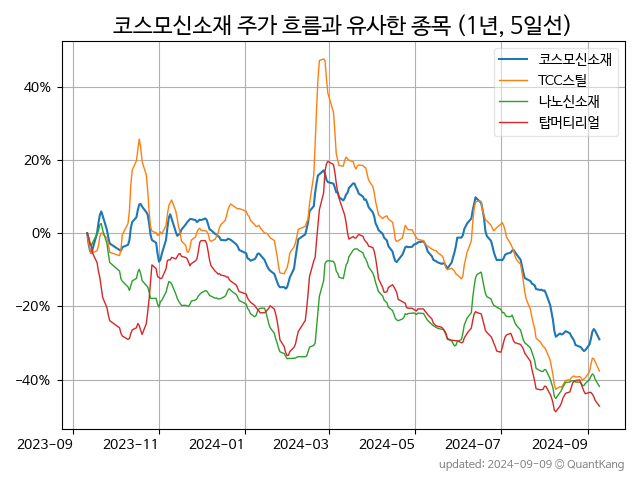 코스모신소재 주가 흐름과 유사한 종목 (1년, 5일선)
코스모신소재
TCC스틸
나노신소재
탑머티리얼
40%
20%
0%
−20%
−40%
2023-09 2023-11 2024-01 2024-03 2024-05 2024-07 2024-09
updated: 2024-09-09 © QuantKang